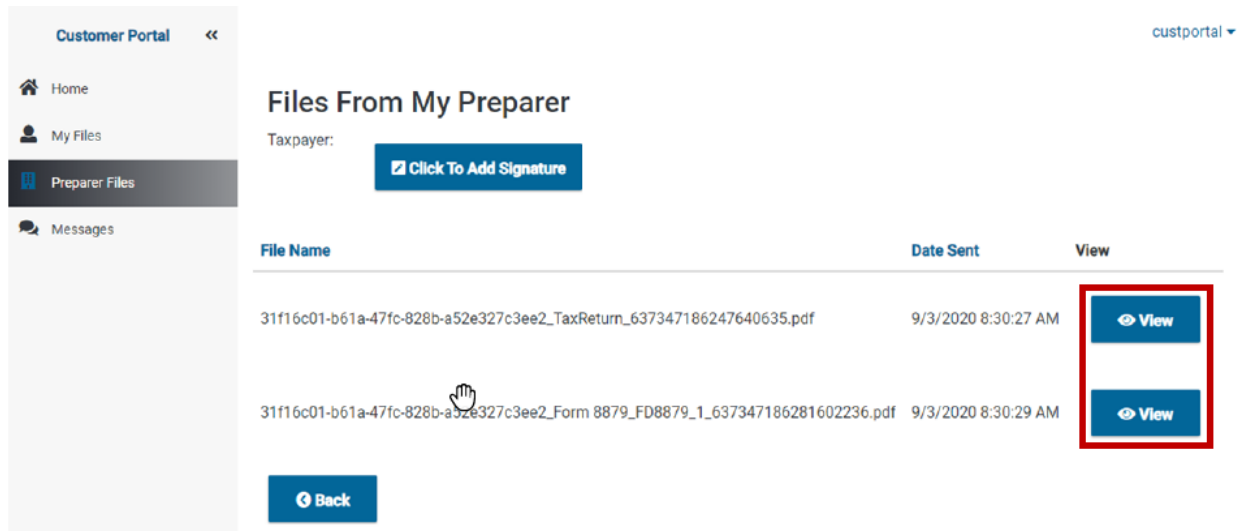 Customer Portal «
custportal
Home
Files From My Preparer
My Files
Taxpayer:
Click To Add Signature
Preparer Files
Messages
File Name Date Sent View
31f16c01-b61a-47fc-828b-a52e327c3ee2_TaxReturn_637347186247640635.pdf 9/3/2020 8:30:27 AM View
31f16c01-b61a-47fc-828b-a52e327c3ee2_Form 8879_FD8879_1_637347186281602236.pdf 9/3/2020 8:30:29 AM View
Back